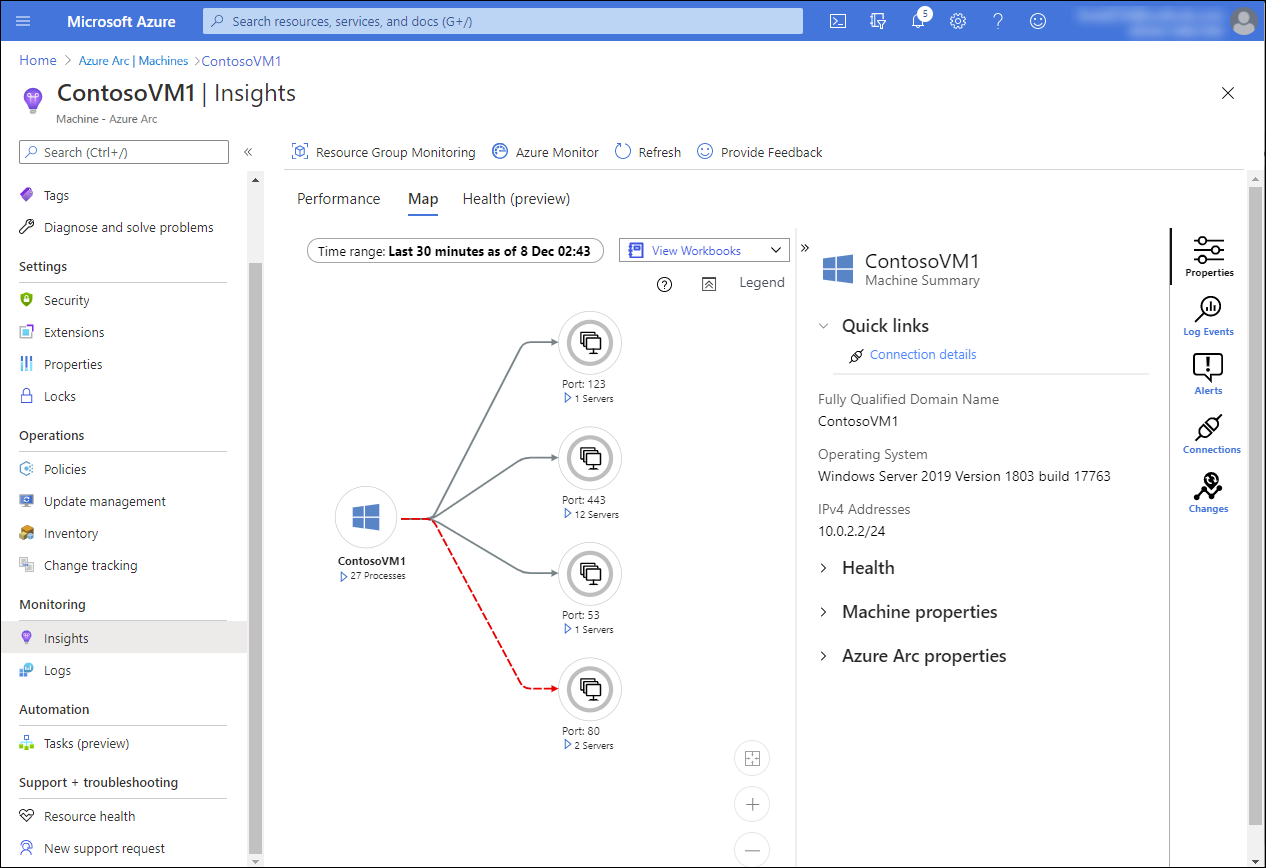 Microsoft Azure
Search resources, services, and docs (G+/)
5
Home > Azure Arc | Machines > ContosoVM1
ContosoVM1 | Insights
Machine - Azure Arc
Search (Ctrl+/)
Tags
Diagnose and solve problems
Settings
Security
Extensions
Properties
Locks
Operations
Policies
Update management
Inventory
Change tracking
Monitoring
Insights
Logs
Automation
Tasks (preview)
Support + troubleshooting
Resource health
New support request
Resource Group Monitoring
Azure Monitor
Refresh
Provide Feedback
Performance
Map
Health (preview)
Time range: Last 30 minutes as of 8 Dec 02:43
View Workbooks
Legend
ContosoVM1
27 Processes
Port: 123
1 Servers
Port: 443
12 Servers
Port: 53
1 Servers
Port: 80
2 Servers
ContosoVM1
Machine Summary
Quick links
Connection details
Fully Qualified Domain Name
ContosoVM1
Operating System
Windows Server 2019 Version 1803 build 17763
IPv4 Addresses
10.0.2.2/24
Health
Machine properties
Azure Arc properties
Properties
Log Events
Alerts
Connections
Changes